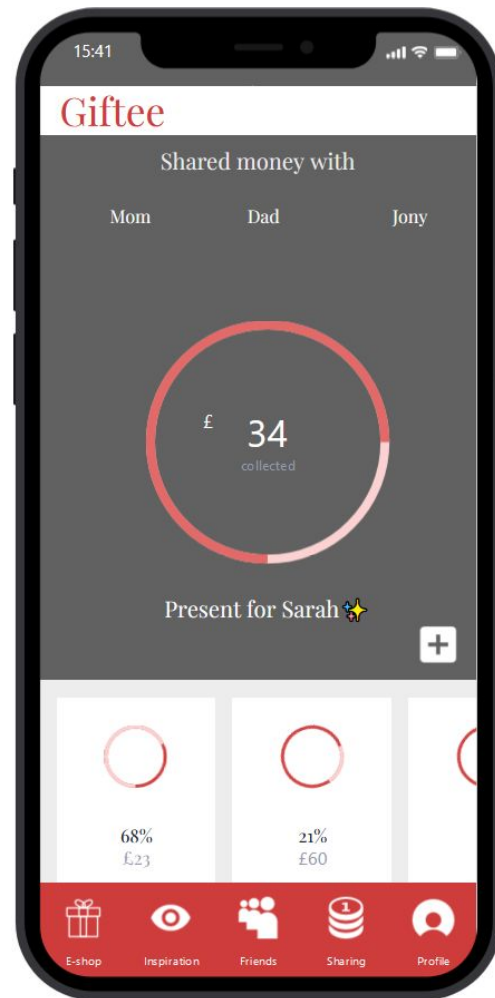 15:41
Giftee
Shared money with
Mom Dad Jony
£ 34
collected
Present for Sarah✨
68% 21%
£23 £60
1
E-shop Inspiration Friends Sharing Profile